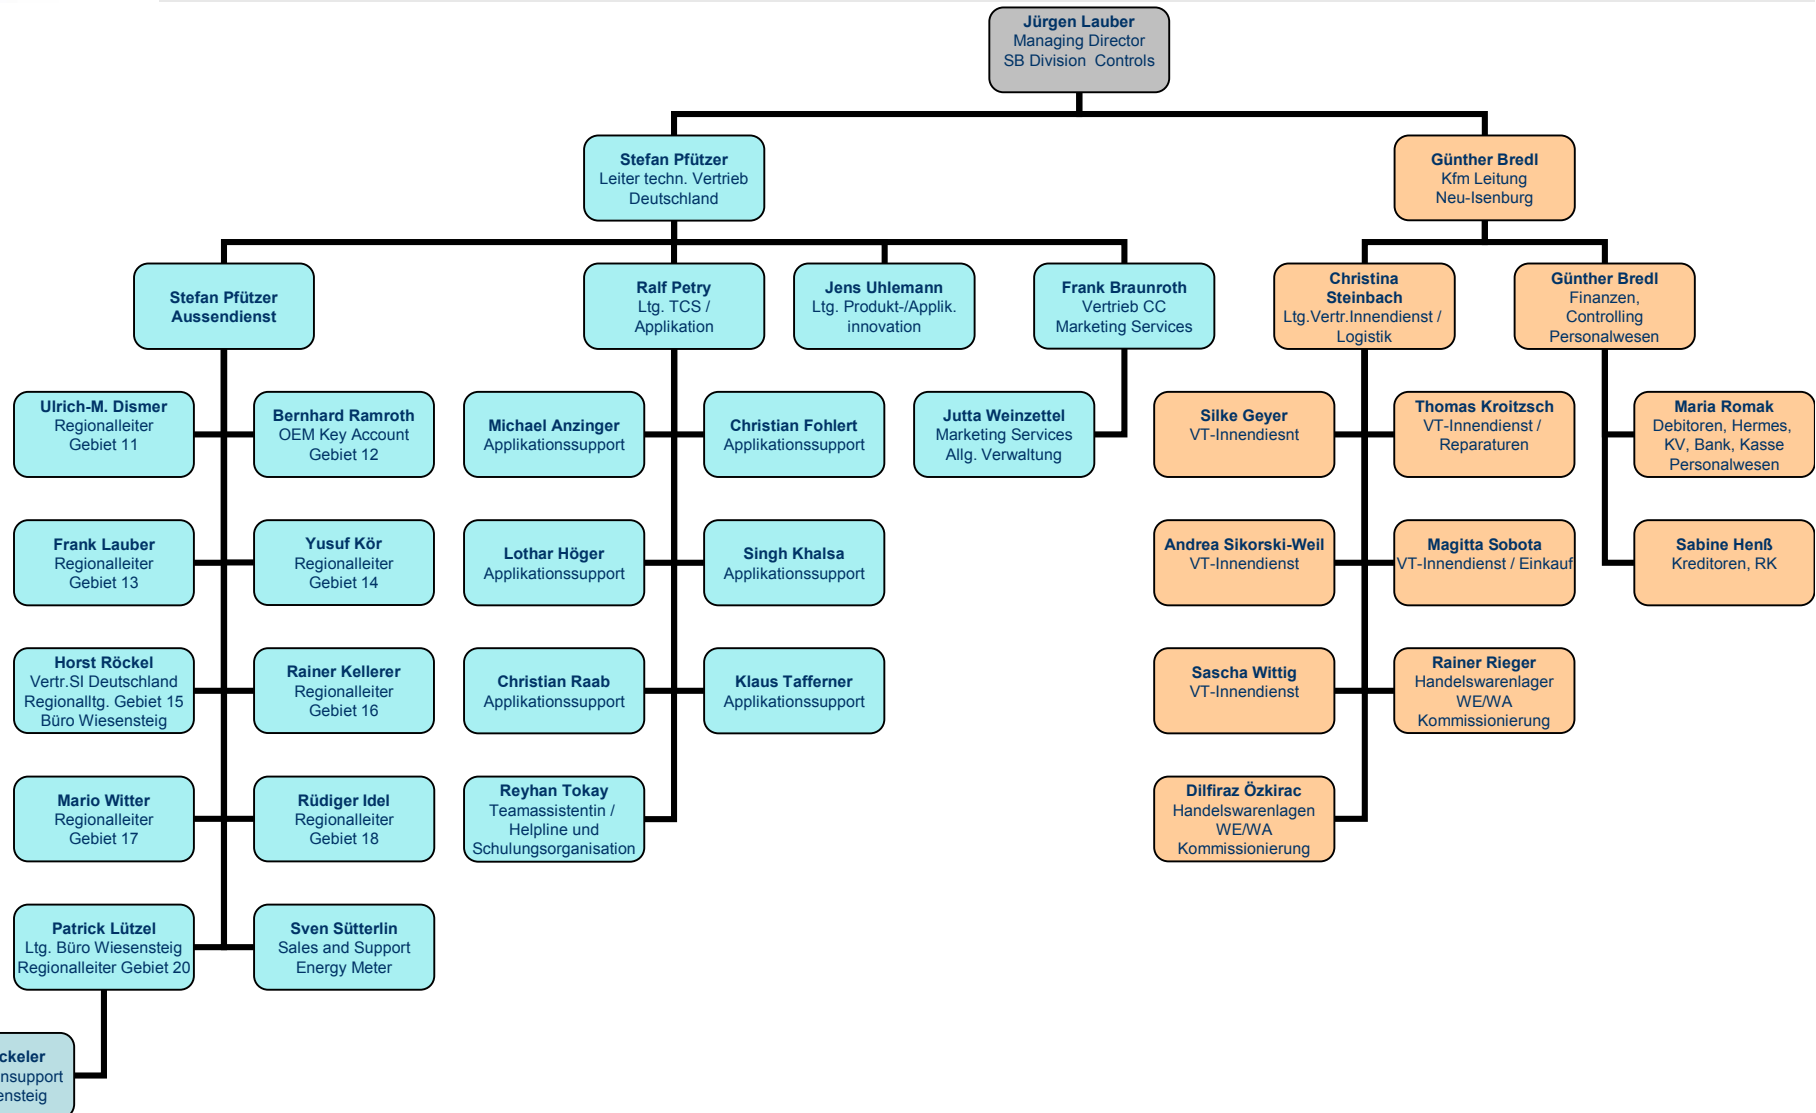 Jürgen Lauber
Managing Director
SB Division Controls
Stefan Pfützer
Leiter techn. Vertrieb
Deutschland
Günther Bredl
Kfm Leitung
Neu-Isenburg
Stefan Pfützer
Aussendienst
Ralf Petry
Ltg. TCS /
Applikation
Jens Uhlemann
Ltg. Produkt-/Applik.
innovation
Frank Braunroth
Vertrieb CC
Marketing Services
Christina
Steinbach
Ltg.Vertr.Innendienst /
Logistik
Günther Bredl
Finanzen,
Controlling
Personalwesen
Ulrich-M. Dismer
Regionalleiter
Gebiet 11
Bernhard Ramroth
OEM Key Account
Gebiet 12
Michael Anzinger
Applikationssupport
Christian Fohlert
Applikationssupport
Jutta Weinzettel
Marketing Services
Allg. Verwaltung
Silke Geyer
VT-Innendiesnt
Thomas Kroitzsch
VT-Innendienst /
Reparaturen
Maria Romak
Debitoren, Hermes,
KV, Bank, Kasse
Personalwesen
Frank Lauber
Regionalleiter
Gebiet 13
Yusuf Kör
Regionalleiter
Gebiet 14
Lothar Höger
Applikationssupport
Singh Khalsa
Applikationssupport
Andrea Sikorski-Weil
VT-Innendienst
Magitta Sobota
VT-Innendienst / Einkauf
Sabine Henß
Kreditoren, RK
Horst Röckel
Vertr.SI Deutschland
Regionalltg. Gebiet 15
Büro Wiesensteig
Rainer Kellerer
Regionalleiter
Gebiet 16
Christian Raab
Applikationssupport
Klaus Tafferner
Applikationssupport
Sascha Wittig
VT-Innendienst
Rainer Rieger
Handelswarenlager
WE/WA
Kommissionierung
Mario Witter
Regionalleiter
Gebiet 17
Rüdiger Idel
Regionalleiter
Gebiet 18
Reyhan Tokay
Teamassistentin /
Helpline und
Schulungsorganisation
Dilfiraz Özkirac
Handelswarenlagen
WE/WA
Kommissionierung
Patrick Lützel
Ltg. Büro Wiesensteig
Regionalleiter Gebiet 20
Sven Sütterlin
Sales and Support
Energy Meter
ckeler
nsupport
ensteig